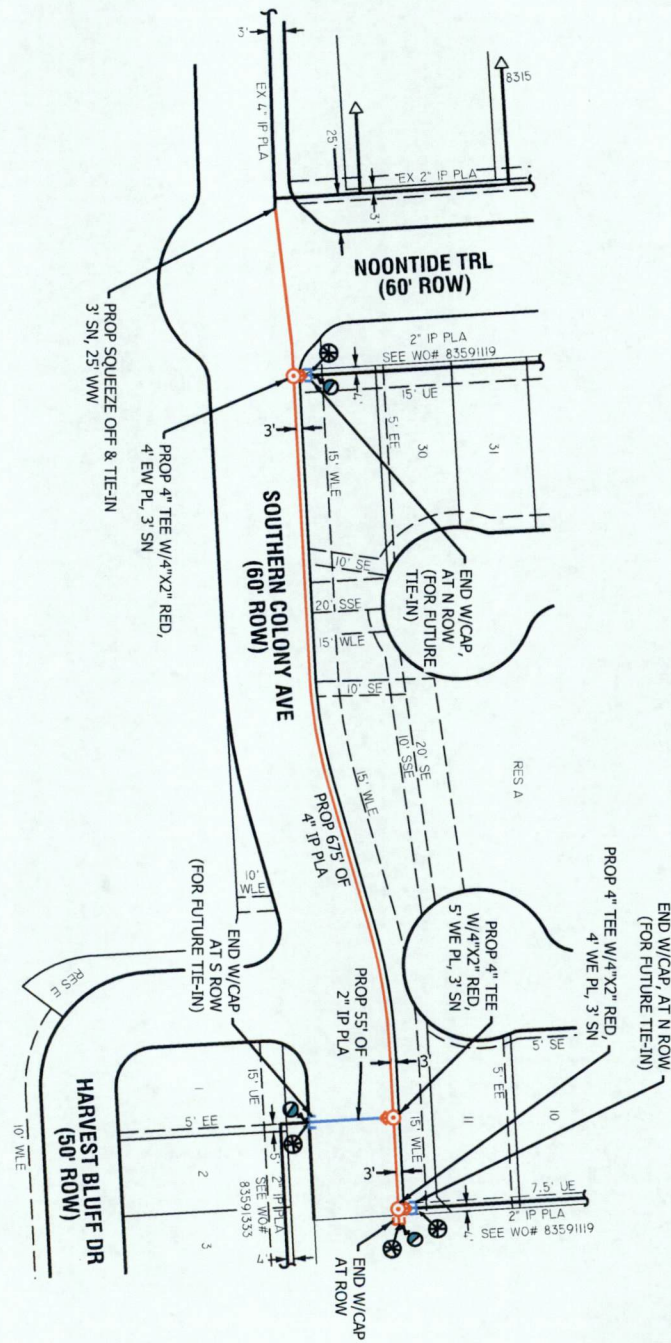 3'
EX 4" IP PLA
8315
25'
EX 2" IP PLA
3'
NOONTIDE TRL
(60' ROW)
PROP SQUEEZE OFF & TIE-IN
3' SN, 25' WW
2" IP PLA
SEE WO# 83591119
4'
15' UE
3'
5' EE
30
31
15' WLE
PROP 4" TEE W/4"X2" RED,
4' EW PL, 3' SN
END W/CAP,
AT N ROW
(FOR FUTURE
TIE-IN)
SOUTHERN COLONY AVE
(60' ROW)
10' SE
20' SSE
15' WLE
10' SE
RES A
20' SE
10' SSE
15' WLE
PROP 675' OF
4" IP PLA
10'
WLE
END W/CAP
AT S ROW
(FOR FUTURE TIE-IN)
PROP 55' OF
2" IP PLA
PROP 4" TEE
W/4"X2" RED,
5' WE PL, 3' SN
PROP 4" TEE W/4"X2" RED,
4' WE PL, 3' SN
END W/CAP, AT N ROW
(FOR FUTURE TIE-IN)
RES E
10' WLE
HARVEST BLUFF DR
(50' ROW)
15' UE
1
5' EE
2
3
5'
2" IP PLA
SEE WO#
83591333
4'
3'
15' WLE
3'
5' SE
5' EE
11
10
7.5' UE
2" IP PLA
4'
SEE WO# 83591119
END W/CAP
AT ROW